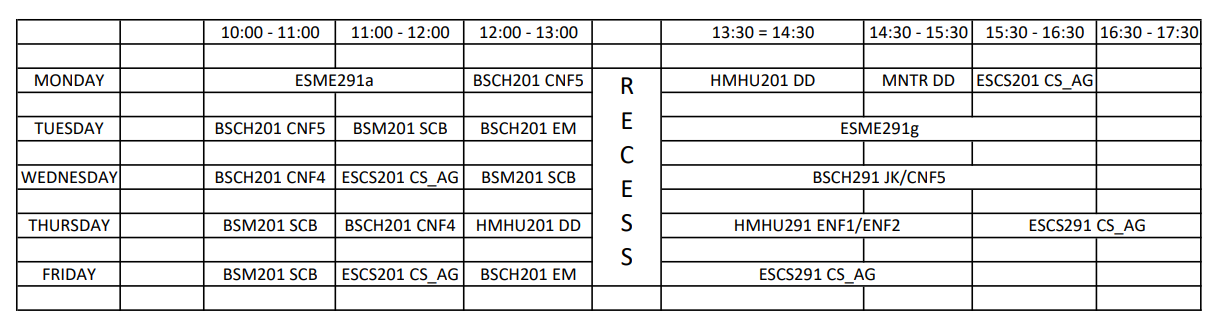 10:00 - 11:00 11:00 - 12:00 12:00 - 13:00 13:30 = 14:30 14:30 - 15:30 15:30 - 16:30 16:30 - 17:30
MONDAY ESME291a BSCH201 CNF5 HMHU201 DD MNTR DD ESCS201 CS_AG
TUESDAY BSCH201 CNF5 BSM201 SCB BSCH201 EM ESME291g
WEDNESDAY BSCH201 CNF4 ESCS201 CS_AG BSM201 SCB BSCH291 JK/CNF5
THURSDAY BSM201 SCB BSCH201 CNF4 HMHU201 DD HMHU291 ENF1/ENF2 ESCS291 CS_AG
FRIDAY BSM201 SCB ESCS201 CS_AG BSCH201 EM ESCS291 CS_AG
R
E
C
E
S
S